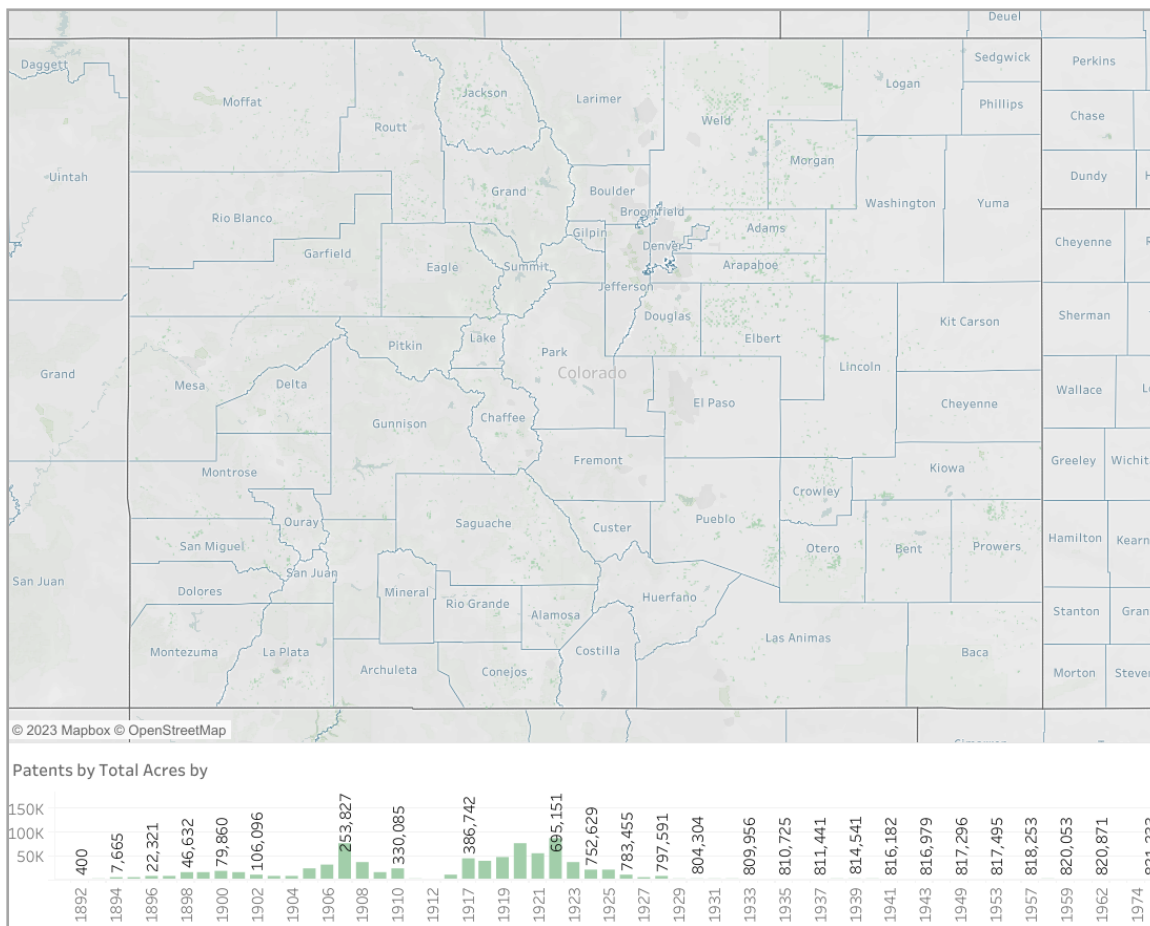 Deuel
Daggett
Moffat
Routt
Jackson
Larimer
Weld
Logan
Sedgwick
Perkins
Phillips
Chase
Morgan
Uintah
Grand
Boulder
Washington
Yuma
Dundy
Rio Blanco
Broomfield
Gilpin
Adams
Cheyenne
Garfield
Eagle
Summit
Denver
Arapahoe
Jefferson
Douglas
Elbert
Kit Carson
Sherman
Grand
Mesa
Delta
Pitkin
Lake
Park
Colorado
Lincoln
Wallace
El Paso
Cheyenne
Gunnison
Chaffee
Montrose
Fremont
Kiowa
Greeley
Wichit
Crowley
Ouray
Saguache
Custer
Pueblo
San Miguel
Otero
Bent
Prowers
Hamilton
Kearn
San Juan
San Juan
Dolores
Mineral
Rio Grande
Alamosa
Huerfano
Stanton
Gran
Montezuma
La Plata
Archuleta
Conejos
Costilla
Las Animas
Baca
Morton
Steve
© 2023 Mapbox © OpenStreetMap
Patents by Total Acres by
150K
100K
50K
400
7,665
22,321
46,632
79,860
106,096
253,827
330,085
386,742
695,151
752,629
783,455
797,591
804,304
809,956
810,725
811,441
814,541
816,182
816,979
817,296
817,495
818,253
820,053
820,871
1892
1894
1896
1898
1900
1902
1904
1906
1908
1910
1912
1917
1919
1921
1923
1925
1927
1929
1931
1933
1935
1937
1939
1941
1943
1949
1953
1957
1959
1962
1974